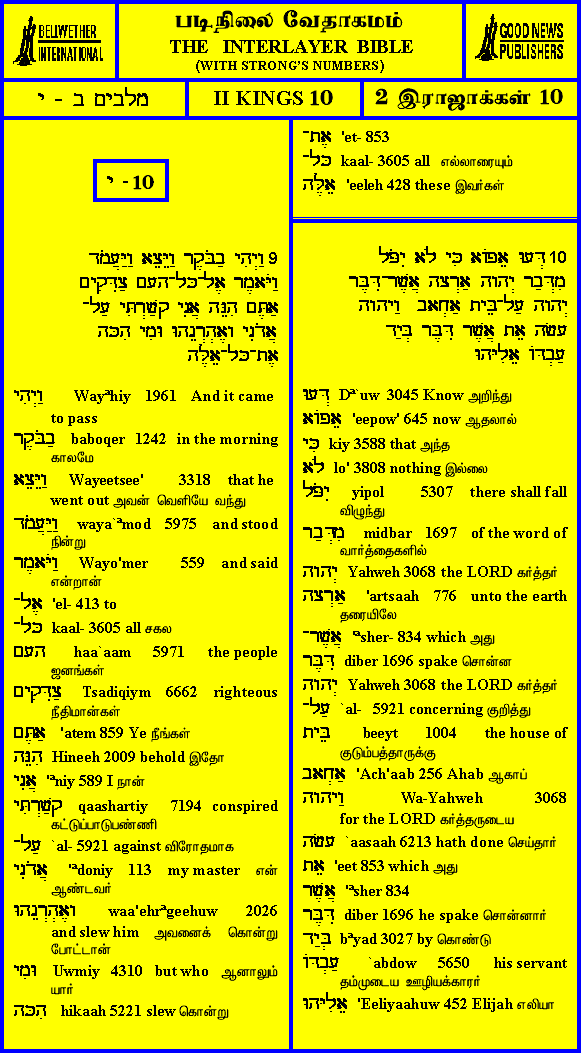 BELLWETHER
INTERNATIONAL
படிநிலை வேதாகமம்
THE INTERLAYER BIBLE
(WITH STRONG'S NUMBERS)
GOOD NEWS
PUBLISHERS
מלכים ב - י
II KINGS 10
2 இராஜாக்கள் 10
י - 10
9 וַיְהִי בַבֹּקֶר וַיֵּצֵא וַיַּעֲמֹד
וַיֹּאמֶר אֶל־כָּל־הָעָם צַדִּקִים
אַתֶּם הִנֵּה אֲנִי קָשַׁרְתִּי עַל־
אֲדֹנִי וָאֶהְרְגֵהוּ וּמִי הִכָּה
אֶת־כָּל־אֵלֶּה
וַיְהִי Wayªhiy 1961 And it came
to pass
בַבֹּקֶר baboqer 1242 in the morning
காலமே
וַיֵּצֵא Wayeetsee' 3318 that he
went out அவன் வெளியே வந்து
וַיַּעֲמֹד waya`ªmod 5975 and stood
நின்று
וַיֹּאמֶר Wayo'mer 559 and said
என்றான்
אֶל־ 'el- 413 to
כָּל־ kaal- 3605 all சகல
הָעָם haa`aam 5971 the people
ஜனங்கள்
צַדִּקִים Tsadiqiym 6662 righteous
நீதிமான்கள்
אַתֶּם 'atem 859 Ye நீங்கள்
הִנֵּה Hineeh 2009 behold இதோ
אֲנִי 'ªniy 589 I நான்
קָשַׁרְתִּי qaashartiy 7194 conspired
கட்டுப்பாடுபண்ணி
עַל־ `al- 5921 against விரோதமாக
אֲדֹנִי 'ªdoniy 113 my master என்
ஆண்டவர்
וָאֶהְרְגֵהוּ waa'ehrªgeehuw 2026
and slew him அவனைக் கொன்று
போட்டான்
וּמִי Uwmiy 4310 but who ஆனாலும்
யார்
הִכָּה hikaah 5221 slew கொன்று
אֶת־ 'et- 853
כָּל־ kaal- 3605 all எல்லாரையும்
אֵלֶּה 'eeleh 428 these இவர்கள்
10 דְּעוּ אֵפוֹא כִּי לֹא יִפֹּל
מִדְּבַר יְהוָה אַרְצָה אֲשֶׁר־דִּבֶּר
יְהוָה עַל־בֵּית אַחְאָב וַיהוָה
עָשָׂה אֵת אֲשֶׁר דִּבֶּר בְּיַד
עַבְדּוֹ אֵלִיָּהוּ
דְּעוּ Dª`uw 3045 Know அறிந்து
אֵפוֹא 'eepow' 645 now ஆதலால்
כִּי kiy 3588 that அந்த
לֹא lo' 3808 nothing இல்லை
יִפֹּל yipol 5307 there shall fall
விழுந்து
מִדְּבַר midbar 1697 of the word of
வார்த்தைகளில்
יְהוָה Yahweh 3068 the LORD கர்த்தர்
אַרְצָה 'artsaah 776 unto the earth
தரையிலே
אֲשֶׁר־ 'ªsher- 834 which அது
דִּבֶּר diber 1696 spake சொன்ன
יְהוָה Yahweh 3068 the LORD கர்த்தர்
עַל־ `al- 5921 concerning குறித்து
בֵּית beeyt 1004 the house of
குடும்பத்தாருக்கு
אַחְאָב 'Ach'aab 256 Ahab ஆகாப்
וַיהוָה Wa-Yahweh 3068
for the LORD கர்த்தருடைய
עָשָׂה `aasaah 6213 hath done செய்தார்
אֵת 'eet 853 which அது
אֲשֶׁר 'ªsher 834
דִּבֶּר diber 1696 he spake சொன்னார்
בְּיַד bªyad 3027 by கொண்டு
עַבְדּוֹ `abdow 5650 his servant
தம்முடைய ஊழியக்காரர்
אֵלִיָּהוּ 'Eeliyaahuw 452 Elijah எலியா